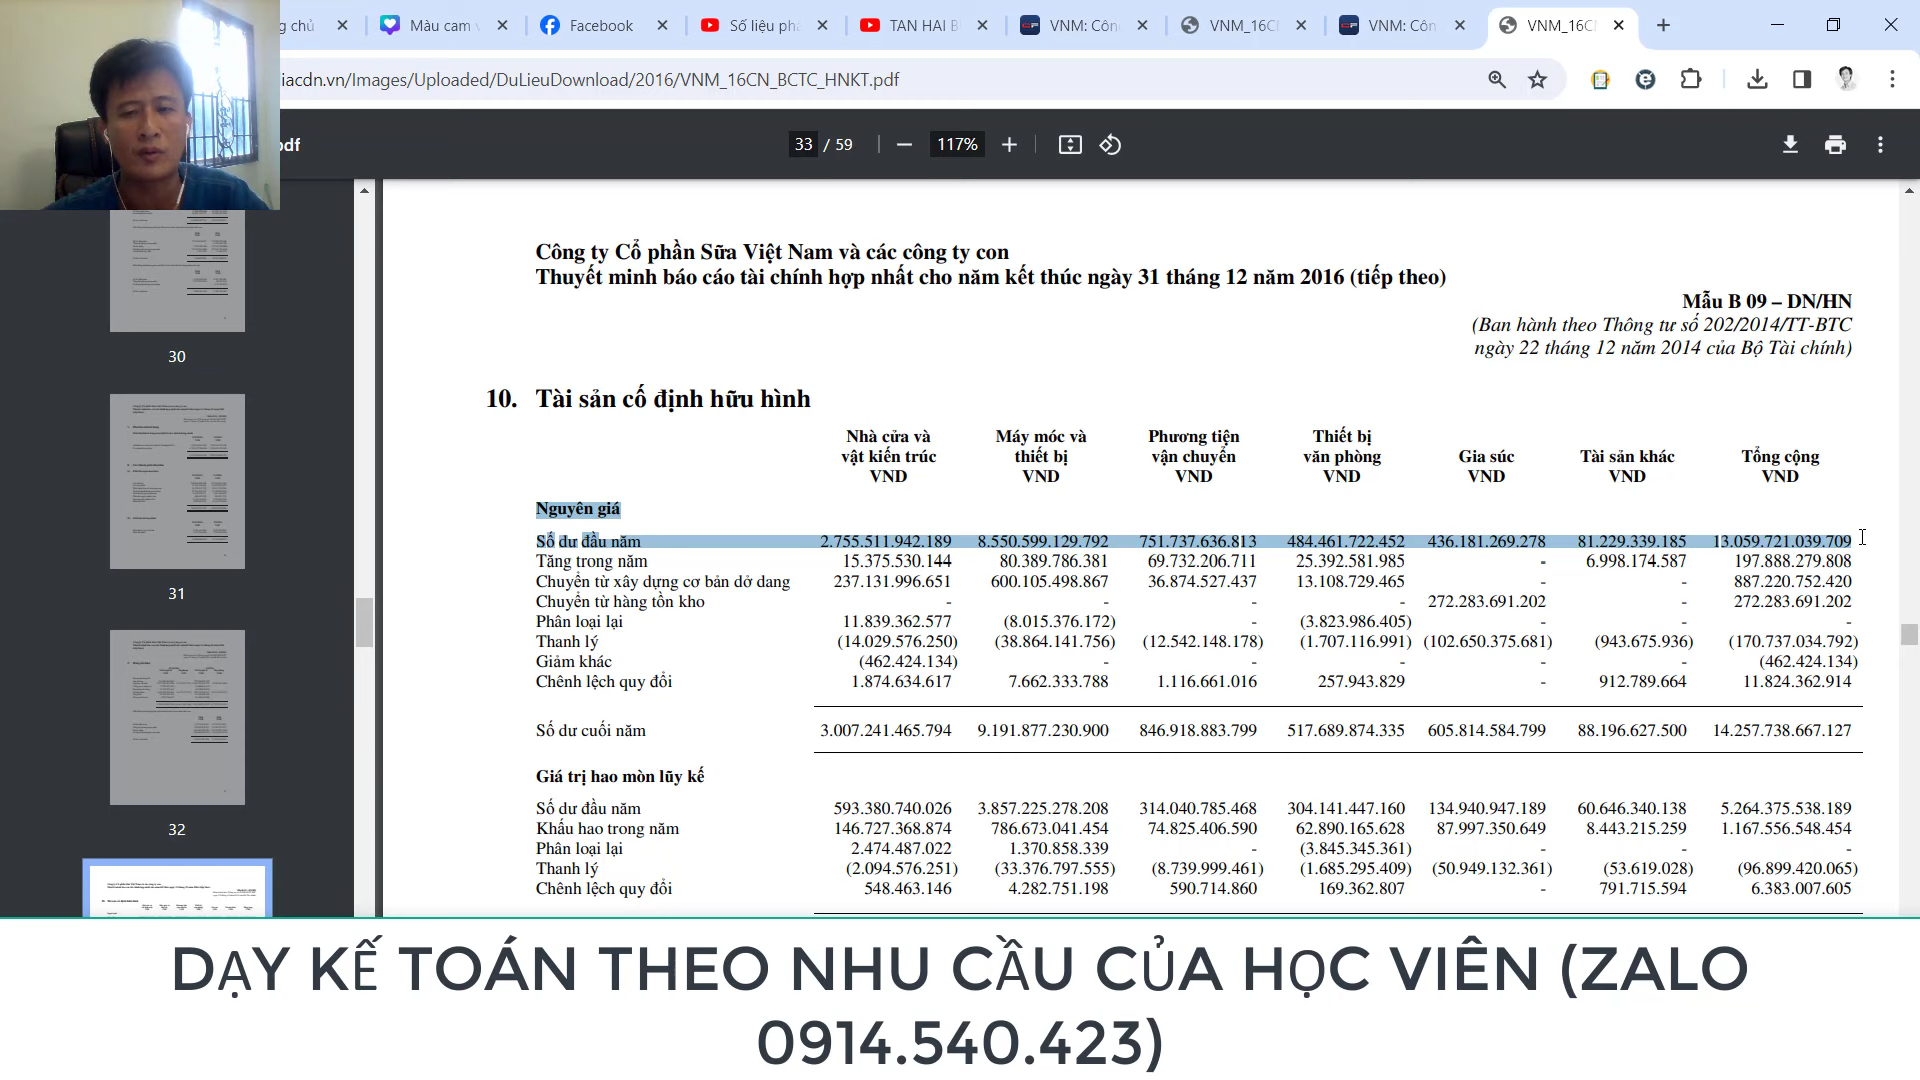 g chủ
Màu cam v
Facebook
Số liệu phâ
TAN HAI B
VNM: Côn
VNM_16CN
VNM: Côn
VNM_16CN
iacdn.vn/Images/Uploaded/DuLieuDownload/2016/VNM_16CN_BCTC_HNKT.pdf
pdf
33 / 59
117%
30
31
32
Công ty Cổ phần Sữa Việt Nam và các công ty con
Thuyết minh báo cáo tài chính hợp nhất cho năm kết thúc ngày 31 tháng 12 năm 2016 (tiếp theo)
Mẫu B 09 – DN/HN
(Ban hành theo Thông tư số 202/2014/TT-BTC
ngày 22 tháng 12 năm 2014 của Bộ Tài chính)
10. Tài sản cố định hữu hình
Nhà cửa và Máy móc và Phương tiện Thiết bị
vật kiến trúc thiết bị vận chuyển văn phòng Gia súc Tài sản khác Tổng cộng
VND VND VND VND VND VND VND
Nguyên giá
Số dư đầu năm 2.755.511.942.189 8.550.599.129.792 751.737.636.813 484.461.722.452 436.181.269.278 81.229.339.185 13.059.721.039.709
Tăng trong năm 15.375.530.144 80.389.786.381 69.732.206.711 25.392.581.985 - 6.998.174.587 197.888.279.808
Chuyển từ xây dựng cơ bản dở dang 237.131.996.651 600.105.498.867 36.874.527.437 13.108.729.465 - - 887.220.752.420
Chuyển từ hàng tồn kho - - - - 272.283.691.202 - 272.283.691.202
Phân loại lại 11.839.362.577 (8.015.376.172) - (3.823.986.405) - - -
Thanh lý (14.029.576.250) (38.864.141.756) (12.542.148.178) (1.707.116.991) (102.650.375.681) (943.675.936) (170.737.034.792)
Giảm khác (462.424.134) - - - - - (462.424.134)
Chênh lệch quy đổi 1.874.634.617 7.662.333.788 1.116.661.016 257.943.829 - 912.789.664 11.824.362.914
Số dư cuối năm 3.007.241.465.794 9.191.877.230.900 846.918.883.799 517.689.874.335 605.814.584.799 88.196.627.500 14.257.738.667.127
Giá trị hao mòn lũy kế
Số dư đầu năm 593.380.740.026 3.857.225.278.208 314.040.785.468 304.141.447.160 134.940.947.189 60.646.340.138 5.264.375.538.189
Khấu hao trong năm 146.727.368.874 786.673.041.454 74.825.406.590 62.890.165.628 87.997.350.649 8.443.215.259 1.167.556.548.454
Phân loại lại 2.474.487.022 1.370.858.339 - (3.845.345.361) - - -
Thanh lý (2.094.576.251) (33.376.797.555) (8.739.999.461) (1.685.295.409) (50.949.132.361) (53.619.028) (96.899.420.065)
Chênh lệch quy đổi 548.463.146 4.282.751.198 590.714.860 169.362.807 - 791.715.594 6.383.007.605
DẠY KẾ TOÁN THEO NHU CẦU CỦA HỌC VIÊN (ZALO
0914.540.423)